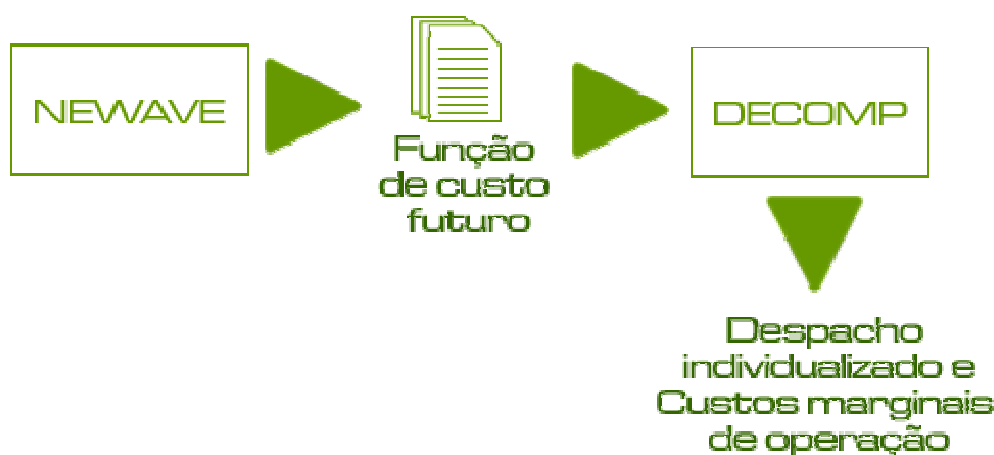 NEWAVE
Função
de custo
futuro
DECOMP
Despacho
individualizado e
Custos marginais
de operação